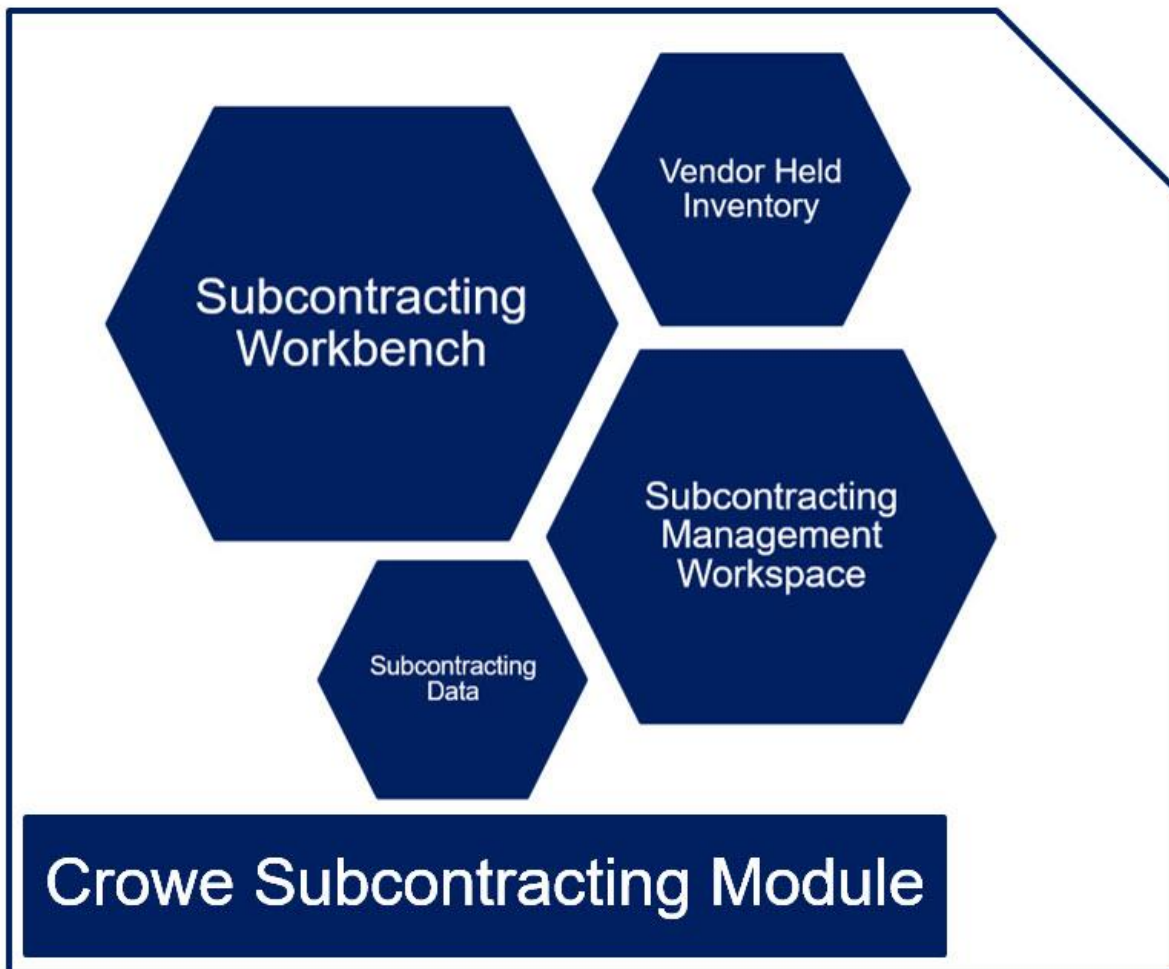 Vendor Held
Inventory
Subcontracting
Workbench
Subcontracting
Management
Workspace
Subcontracting
Data
Crowe Subcontracting Module